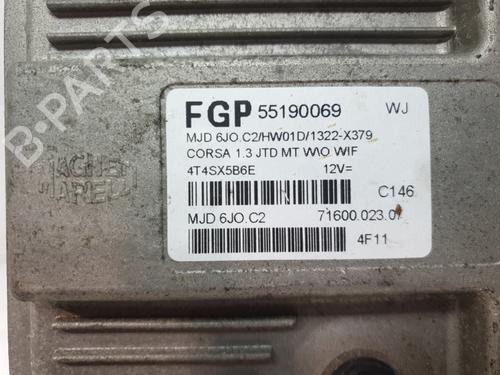 B-PARTS
FGP 55190069 WJ
MJD 6JO.C2/HW01D/1322-X379
CORSA 1.3 JTD MT W\O WIF
4T4SX5B6E 12V=
C146
MJD 6JO.C2 71600.023.07
4F11
MAGNETI
MARELLI